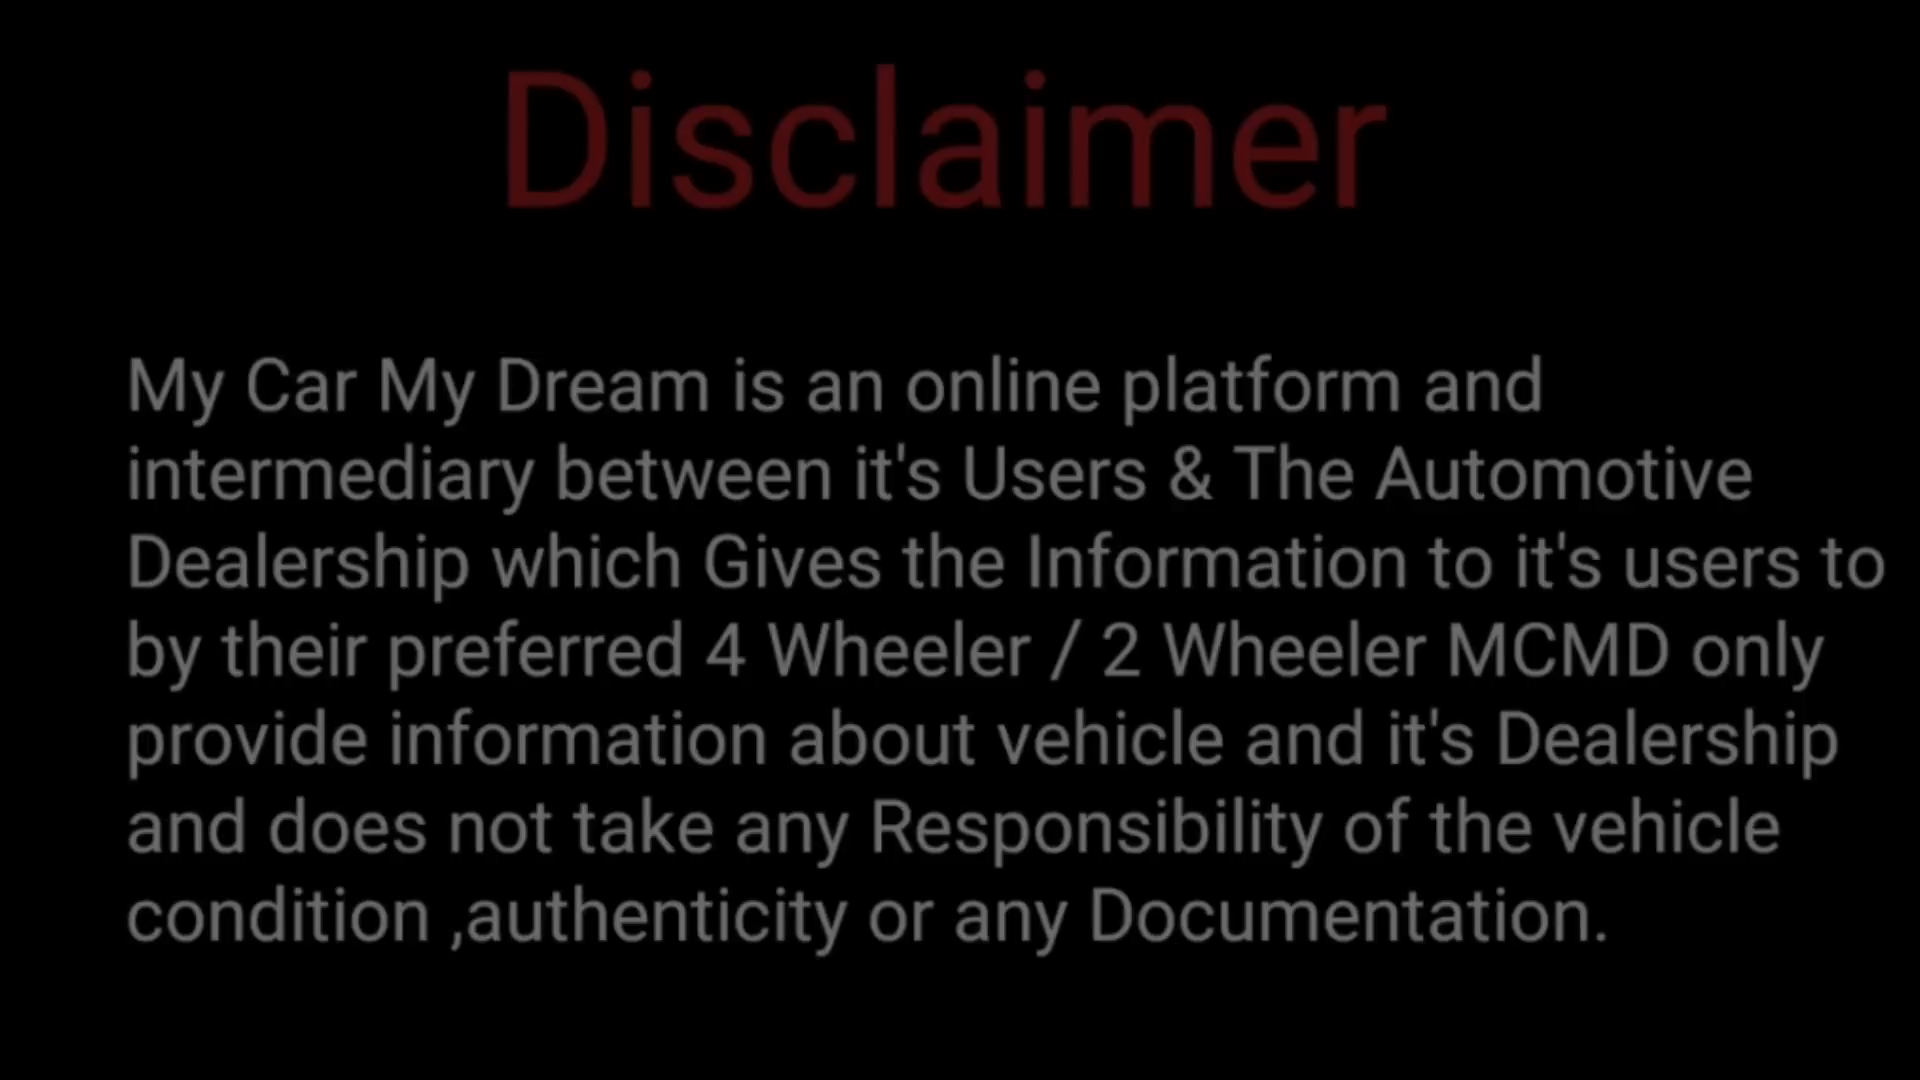 Disclaimer
My Car My Dream is an online platform and
intermediary between it's Users & The Automotive
Dealership which Gives the Information to it's users to
by their preferred 4 Wheeler / 2 Wheeler MCMD only
provide information about vehicle and it's Dealership
and does not take any Responsibility of the vehicle
condition ,authenticity or any Documentation.